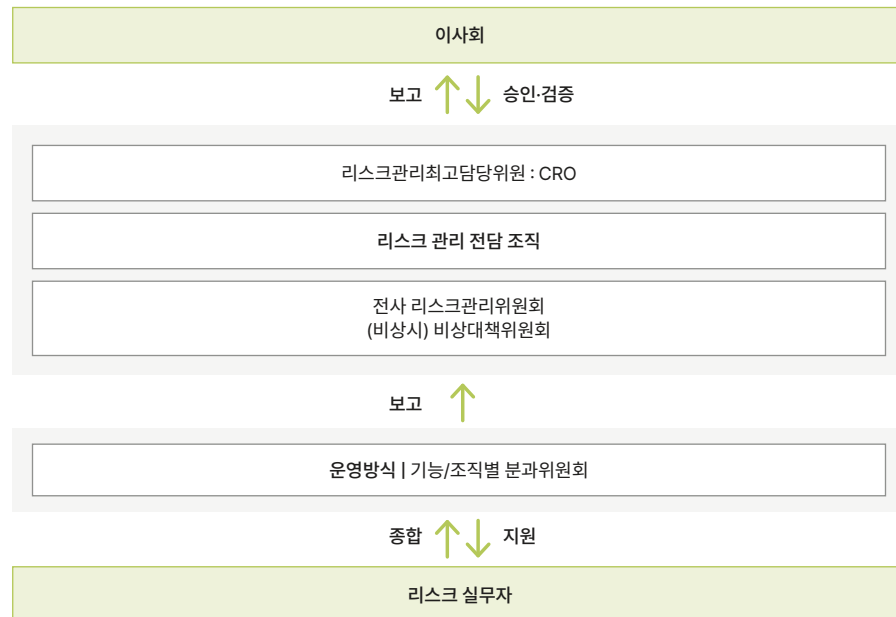 이사회
보고 승인·검증
리스크관리최고담당위원 : CRO
리스크 관리 전담 조직
전사 리스크관리위원회
(비상시) 비상대책위원회
보고
운영방식 | 기능/조직별 분과위원회
종합 지원
리스크 실무자